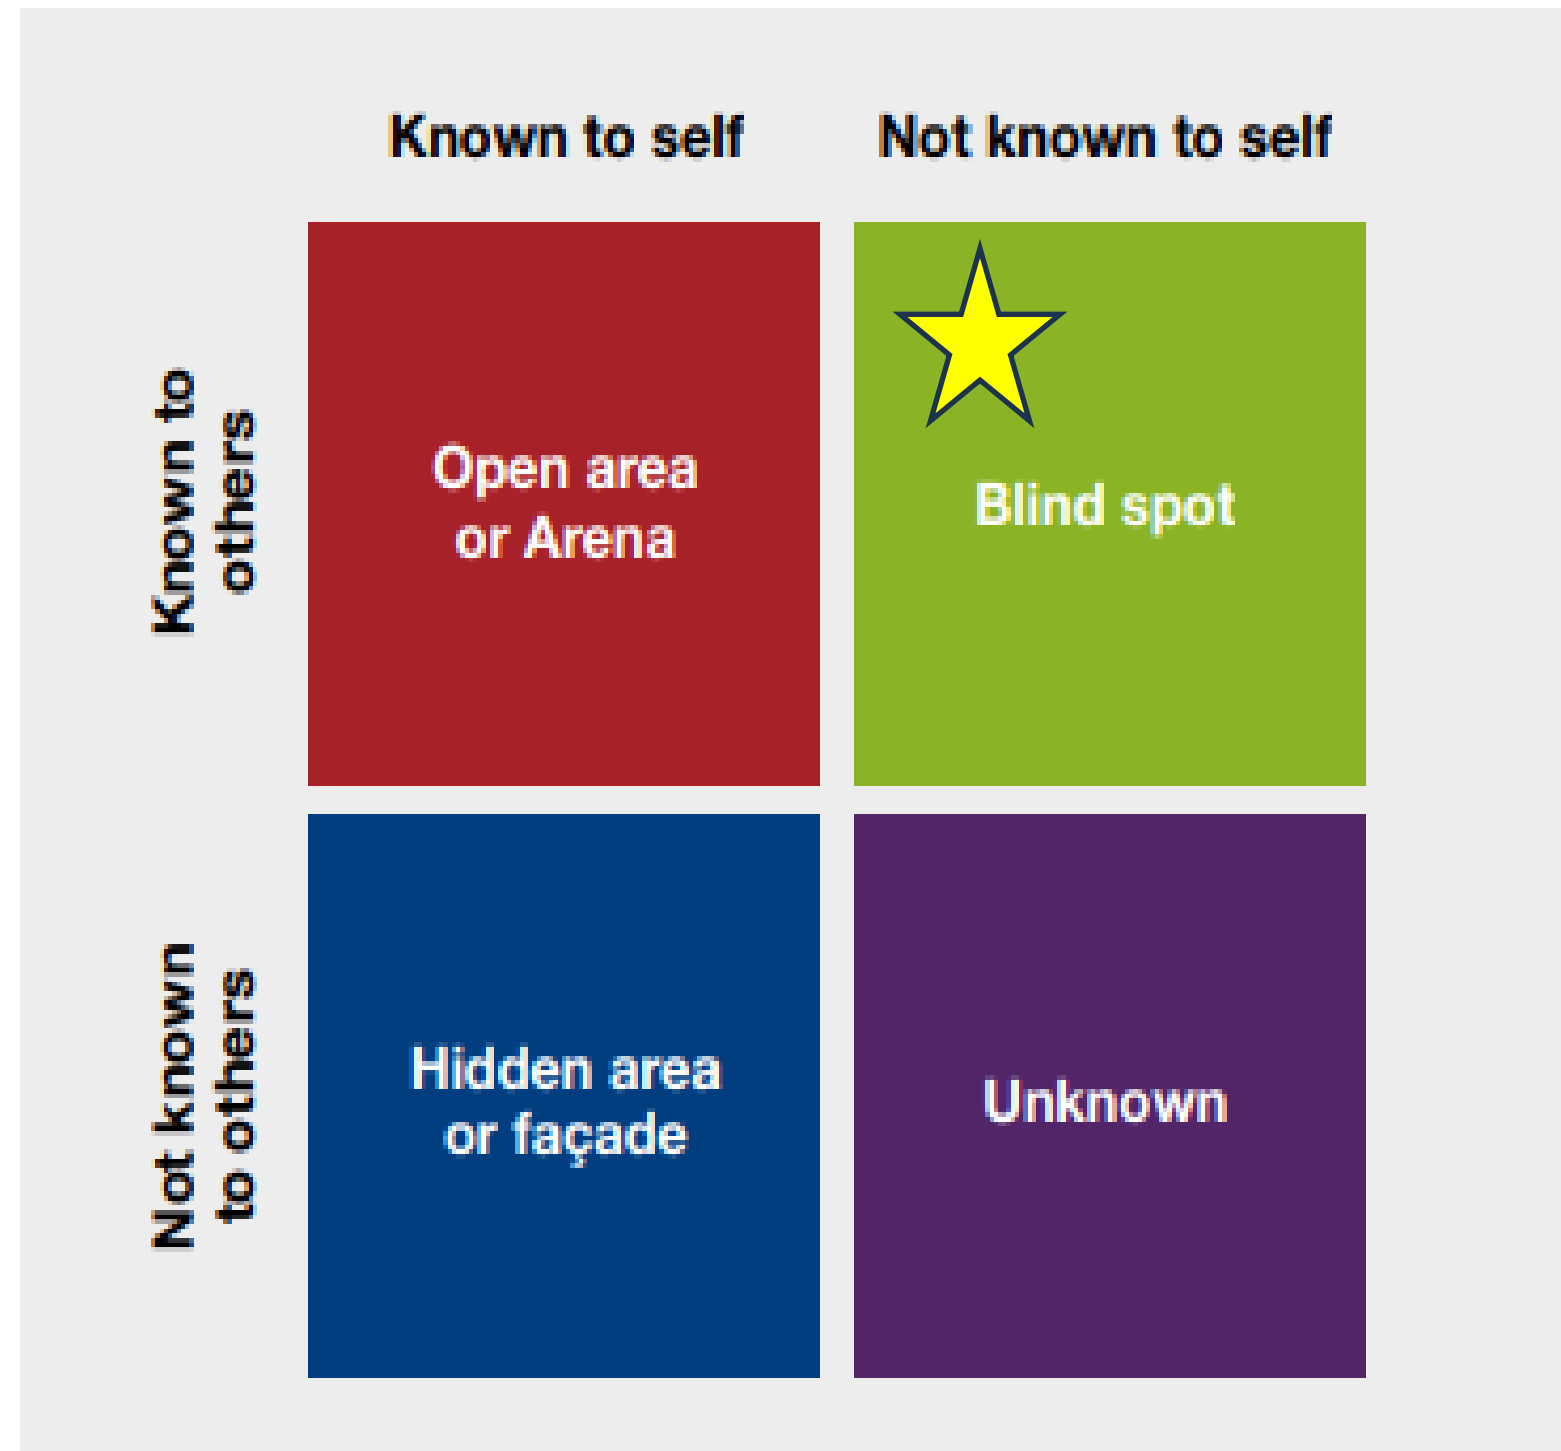 Known to self
Not known to self
Known to
others
Open area
or Arena
Blind spot
Not known
to others
Hidden area
or façade
Unknown